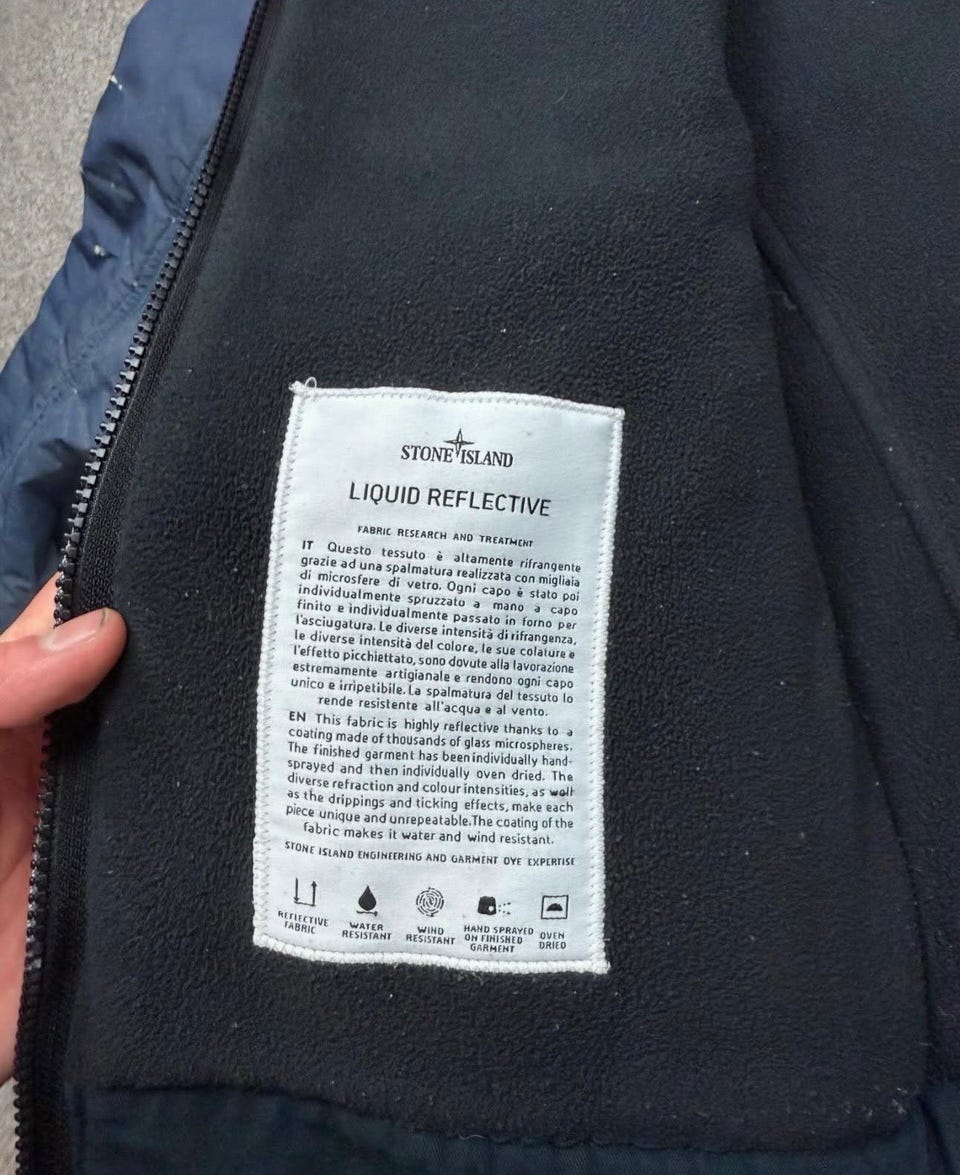 STONE ISLAND
LIQUID REFLECTIVE
FABRIC RESEARCH AND TREATMENT
IT Questo tessuto è altamente rifrangente
grazie ad una spalmatura realizzata con migliaia
di microsfere di vetro. Ogni capo è stato poi
individualmente spruzzato a mano a capo
finito e individualmente passato in forno per
l'asciugatura. Le diverse intensità di rifrangenza,
le diverse intensità del colore, le sue colature e
l'effetto picchiettato, sono dovute alla lavorazione
estremamente artigianale e rendono ogni capo
unico e irripetibile. La spalmatura del tessuto lo
rende resistente all'acqua e al vento.
EN This fabric is highly reflective thanks to a
coating made of thousands of glass microspheres.
The finished garment has been individually hand-
sprayed and then individually oven dried. The
diverse refraction and colour intensities, as well
as the drippings and ticking effects, make each
piece unique and unrepeatable.The coating of the
fabric makes it water and wind resistant.
STONE ISLAND ENGINEERING AND GARMENT DYE EXPERTISE
REFLECTIVE
FABRIC
WATER
RESISTANT
WIND
RESISTANT
HAND SPRAYED
ON FINISHED
GARMENT
OVEN
DRIED